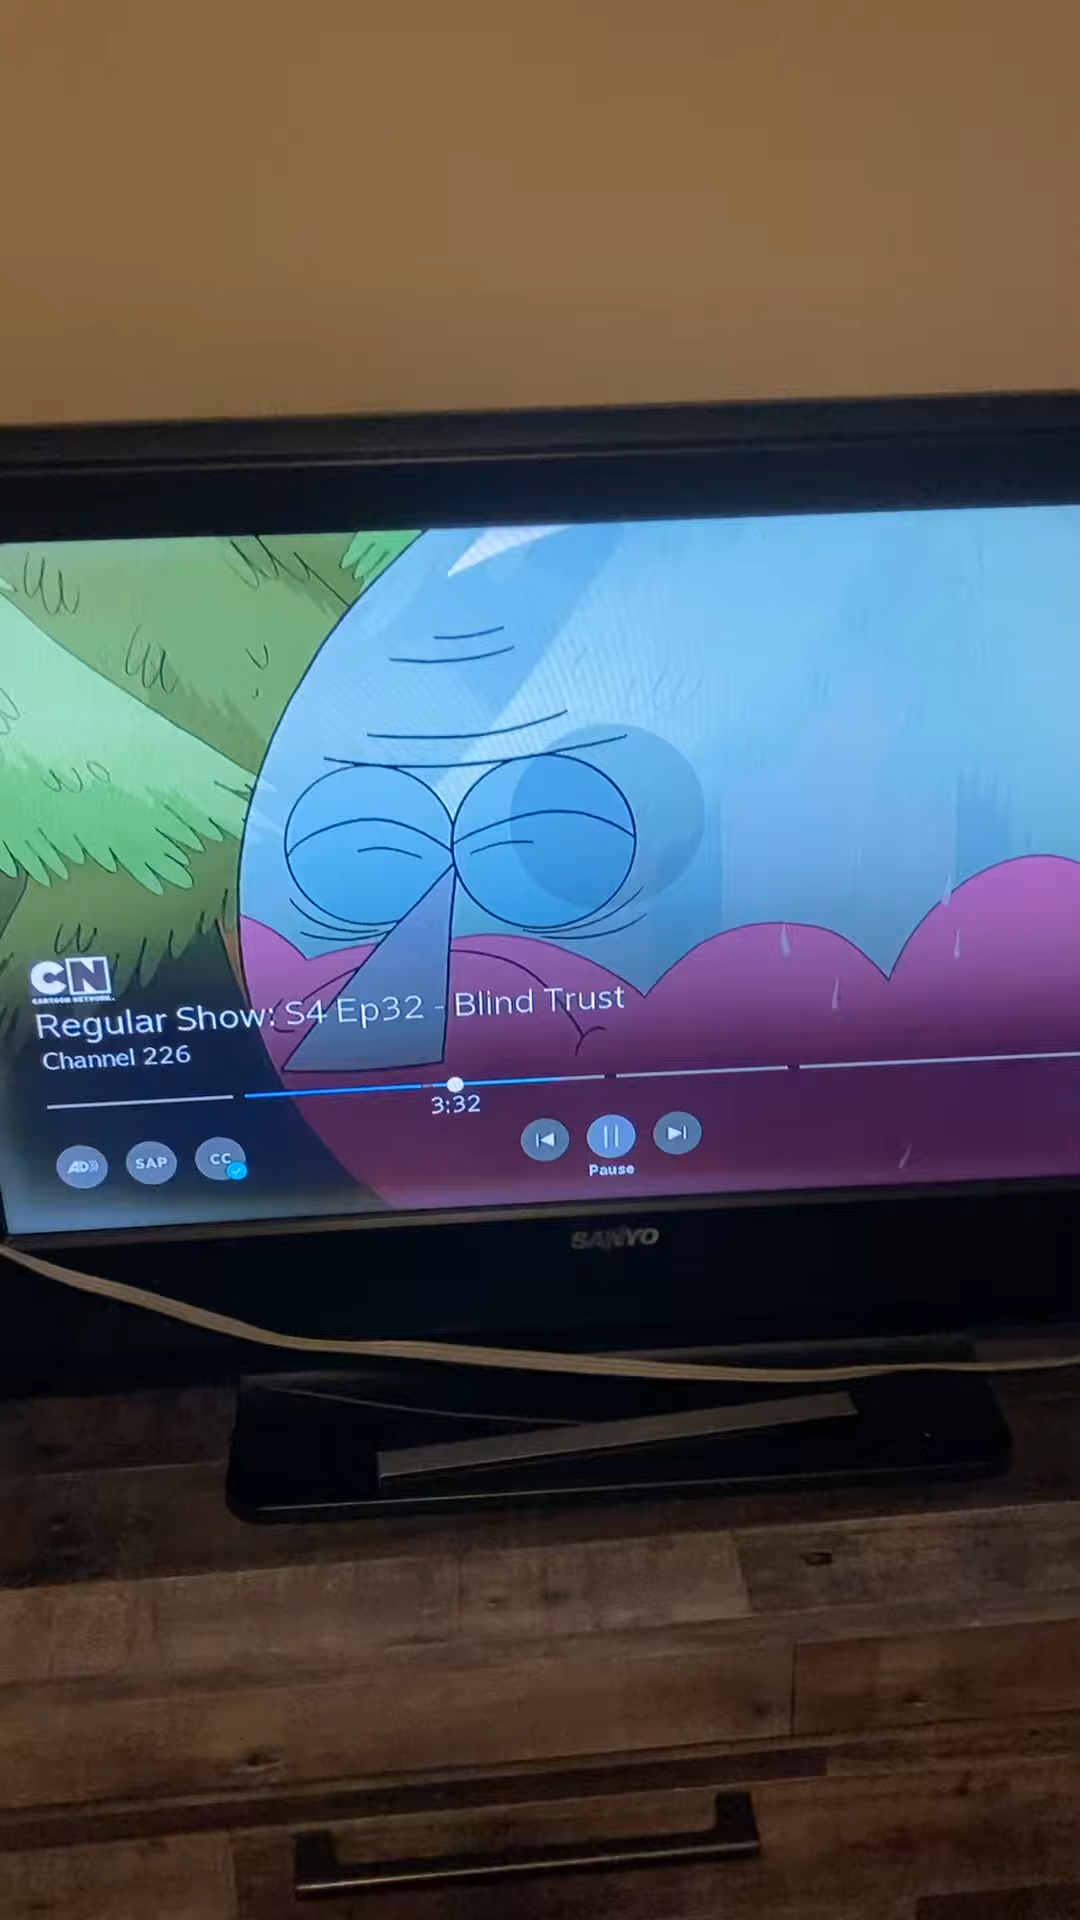 CN
CARTOON NETWORK
Regular Show: S4 Ep32 - Blind Trust
Channel 226
3:32
AD))) SAP CC
Pause
SANYO